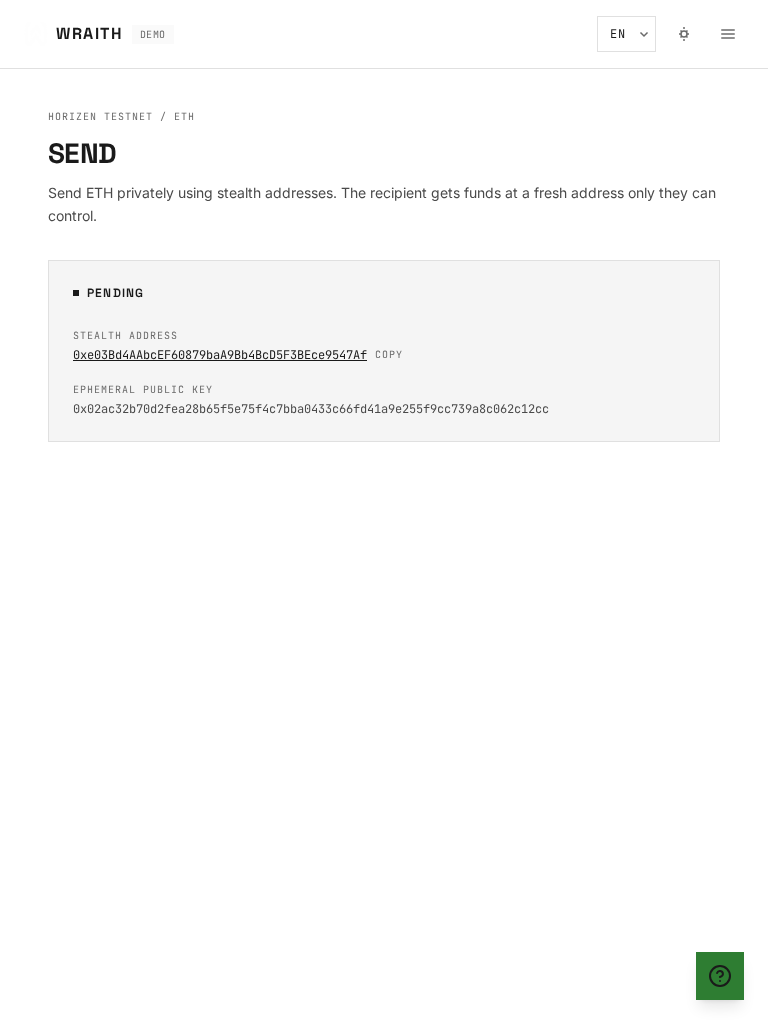 WRAITH DEMO EN
HORIZEN TESTNET / ETH
SEND
Send ETH privately using stealth addresses. The recipient gets funds at a fresh address only they can
control.
PENDING
STEALTH ADDRESS
0xe03Bd4AAbcEF60879baA9Bb4BcD5F3BEce9547Af COPY
EPHEMERAL PUBLIC KEY
0x02ac32b70d2fea28b65f5e75f4c7bba0433c66fd41a9e255f9cc739a8c062c12cc